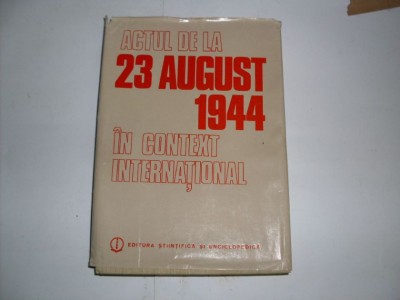 ACTUL DE LA
23 AUGUST
1944
ÎN CONTEXT
INTERNAȚIONAL
EDITURA ȘTIINȚIFICĂ ȘI ENCICLOPEDICĂ